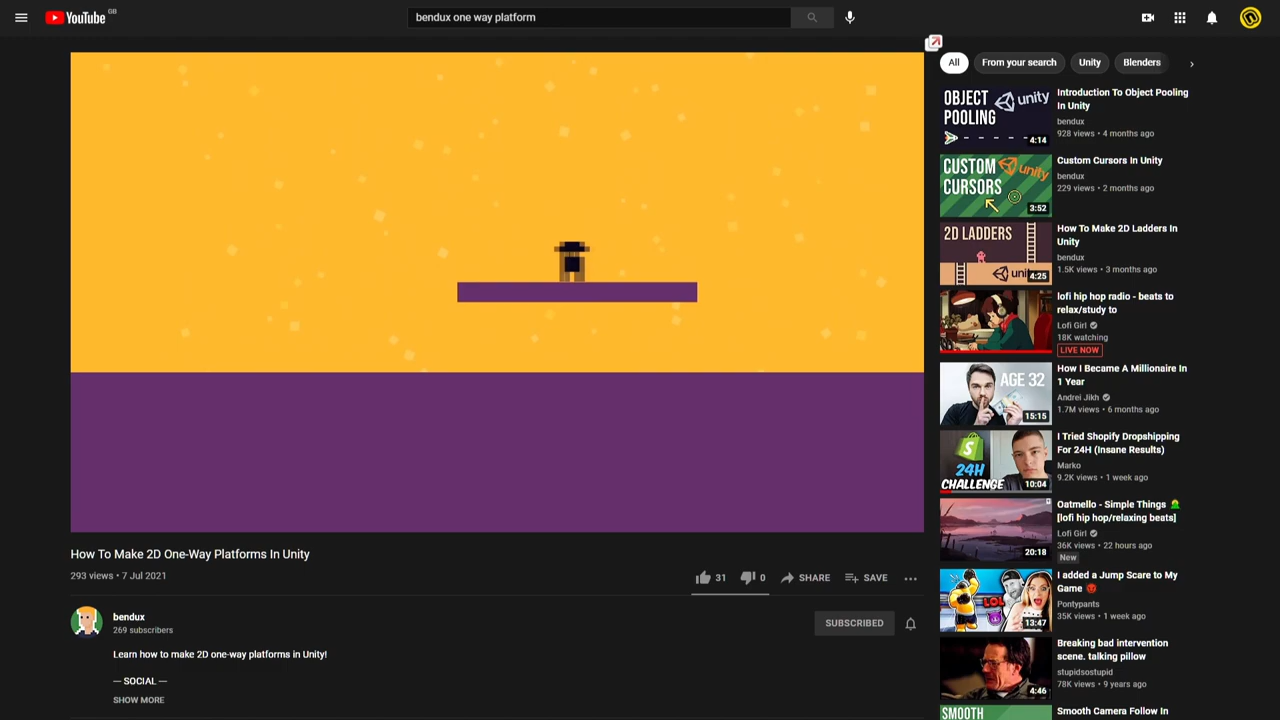 YouTube GB
bendux one way platform
All
From your search
Unity
Blenders
OBJECT
POOLING
unity
4:14
Introduction To Object Pooling
In Unity
bendux
928 views • 4 months ago
CUSTOM
CURSORS
unity
3:52
Custom Cursors In Unity
bendux
229 views • 2 months ago
2D LADDERS
unit
4:25
How To Make 2D Ladders In
Unity
bendux
1.5K views • 3 months ago
lofi hip hop radio - beats to
relax/study to
Lofi Girl
18K watching
LIVE NOW
AGE 32
15:15
How I Became A Millionaire In
1 Year
Andrei Jikh
1.7M views • 6 months ago
S
24H
CHALLENGE
10:04
I Tried Shopify Dropshipping
For 24H (Insane Results)
Marko
9.2K views • 1 week ago
20:18
Oatmello - Simple Things
[lofi hip hop/relaxing beats]
Lofi Girl
36K views • 22 hours ago
New
LOL
13:47
I added a Jump Scare to My
Game
Pontypants
35K views • 1 week ago
4:46
Breaking bad intervention
scene. talking pillow
stupidsostupid
78K views • 9 years ago
SMOOTH
Smooth Camera Follow In
How To Make 2D One-Way Platforms In Unity
293 views • 7 Jul 2021
31
0
SHARE
SAVE
bendux
269 subscribers
SUBSCRIBED
Learn how to make 2D one-way platforms in Unity!
— SOCIAL —
SHOW MORE